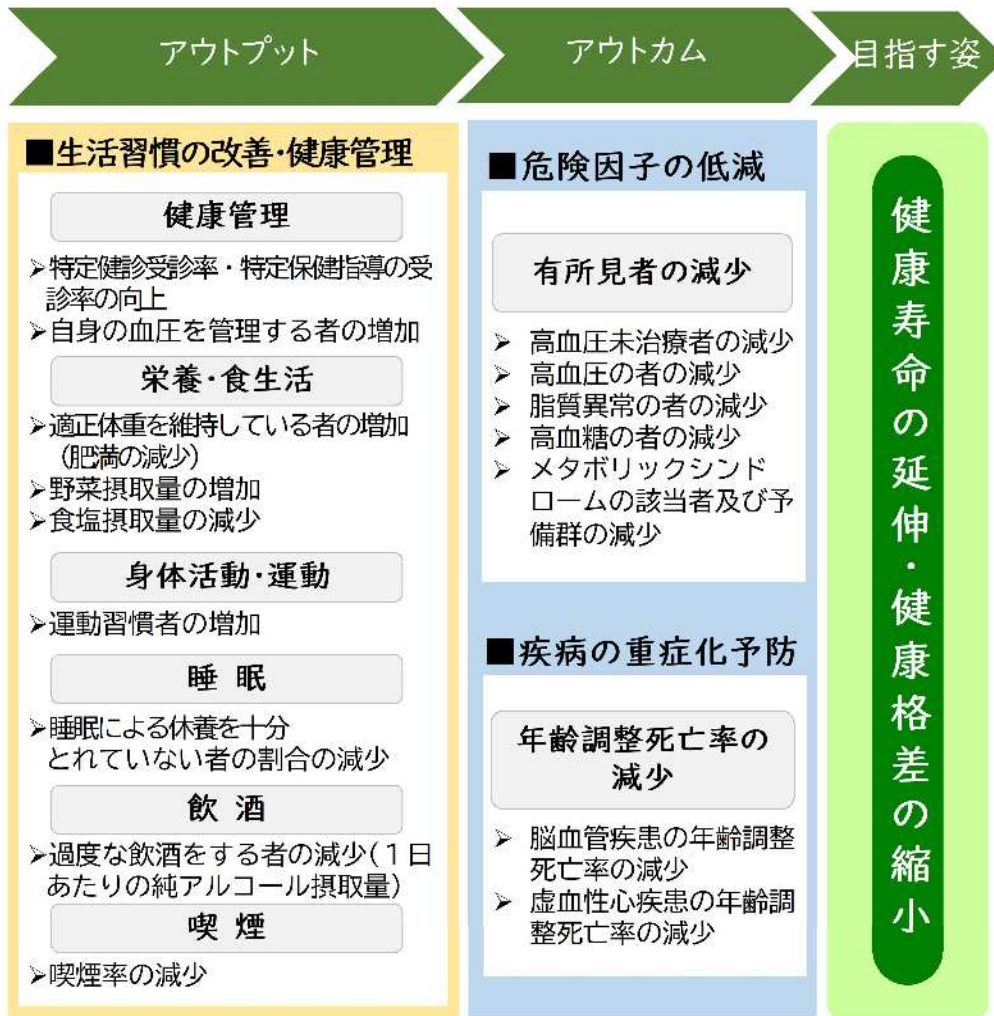 アウトプット
アウトカム
目指す姿
■生活習慣の改善・健康管理
健康管理
➢特定健診受診率・特定保健指導の受
診率の向上
➢自身の血圧を管理する者の増加
栄養・食生活
➢適正体重を維持している者の増加
（肥満の減少）
➢野菜摂取量の増加
➢食塩摂取量の減少
身体活動・運動
➢運動習慣者の増加
睡 眠
➢睡眠による休養を十分
とれていない者の割合の減少
飲 酒
➢過度な飲酒をする者の減少（１日
あたりの純アルコール摂取量）
喫 煙
➢喫煙率の減少
■危険因子の低減
有所見者の減少
➢ 高血圧未治療者の減少
➢ 高血圧の者の減少
➢ 脂質異常の者の減少
➢ 高血糖の者の減少
➢ メタボリックシンド
ロームの該当者及び予
備群の減少
■疾病の重症化予防
年齢調整死亡率の
減少
➢ 脳血管疾患の年齢調整
死亡率の減少
➢ 虚血性心疾患の年齢調
整死亡率の減少
健康寿命の延伸・健康格差の縮小